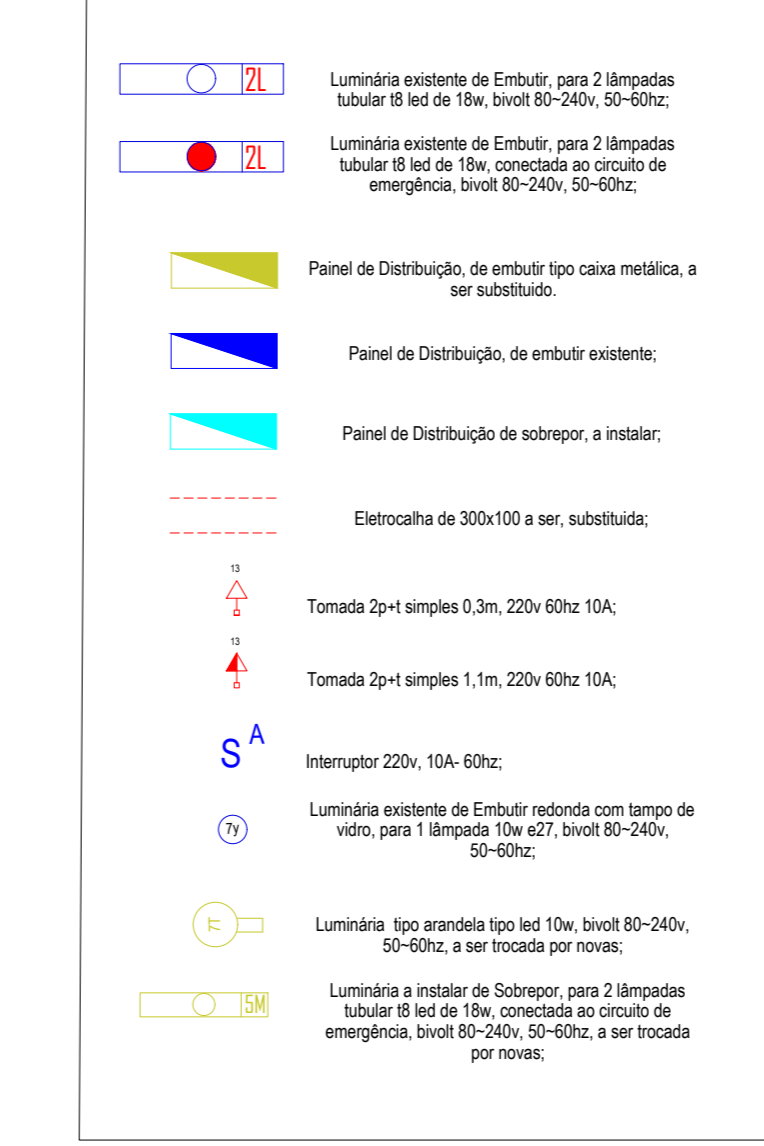 2L
Luminária existente de Embutir, para 2 lâmpadas
tubular t8 led de 18w, bivolt 80~240v, 50~60hz;
2L
Luminária existente de Embutir, para 2 lâmpadas
tubular t8 led de 18w, conectada ao circuito de
emergência, bivolt 80~240v, 50~60hz;
Painel de Distribuição, de embutir tipo caixa metálica, a
ser substituido.
Painel de Distribuição, de embutir existente;
Painel de Distribuição de sobrepor, a instalar;
Eletrocalha de 300x100 a ser, substituida;
13
Tomada 2p+t simples 0,3m, 220v 60hz 10A;
13
Tomada 2p+t simples 1,1m, 220v 60hz 10A;
S A
Interruptor 220v, 10A- 60hz;
7y
Luminária existente de Embutir redonda com tampo de
vidro, para 1 lâmpada 10w e27, bivolt 80~240v,
50~60hz;
7T
Luminária tipo arandela tipo led 10w, bivolt 80~240v,
50~60hz, a ser trocada por novas;
5M
Luminária a instalar de Sobrepor, para 2 lâmpadas
tubular t8 led de 18w, conectada ao circuito de
emergência, bivolt 80~240v, 50~60hz, a ser trocada
por novas;